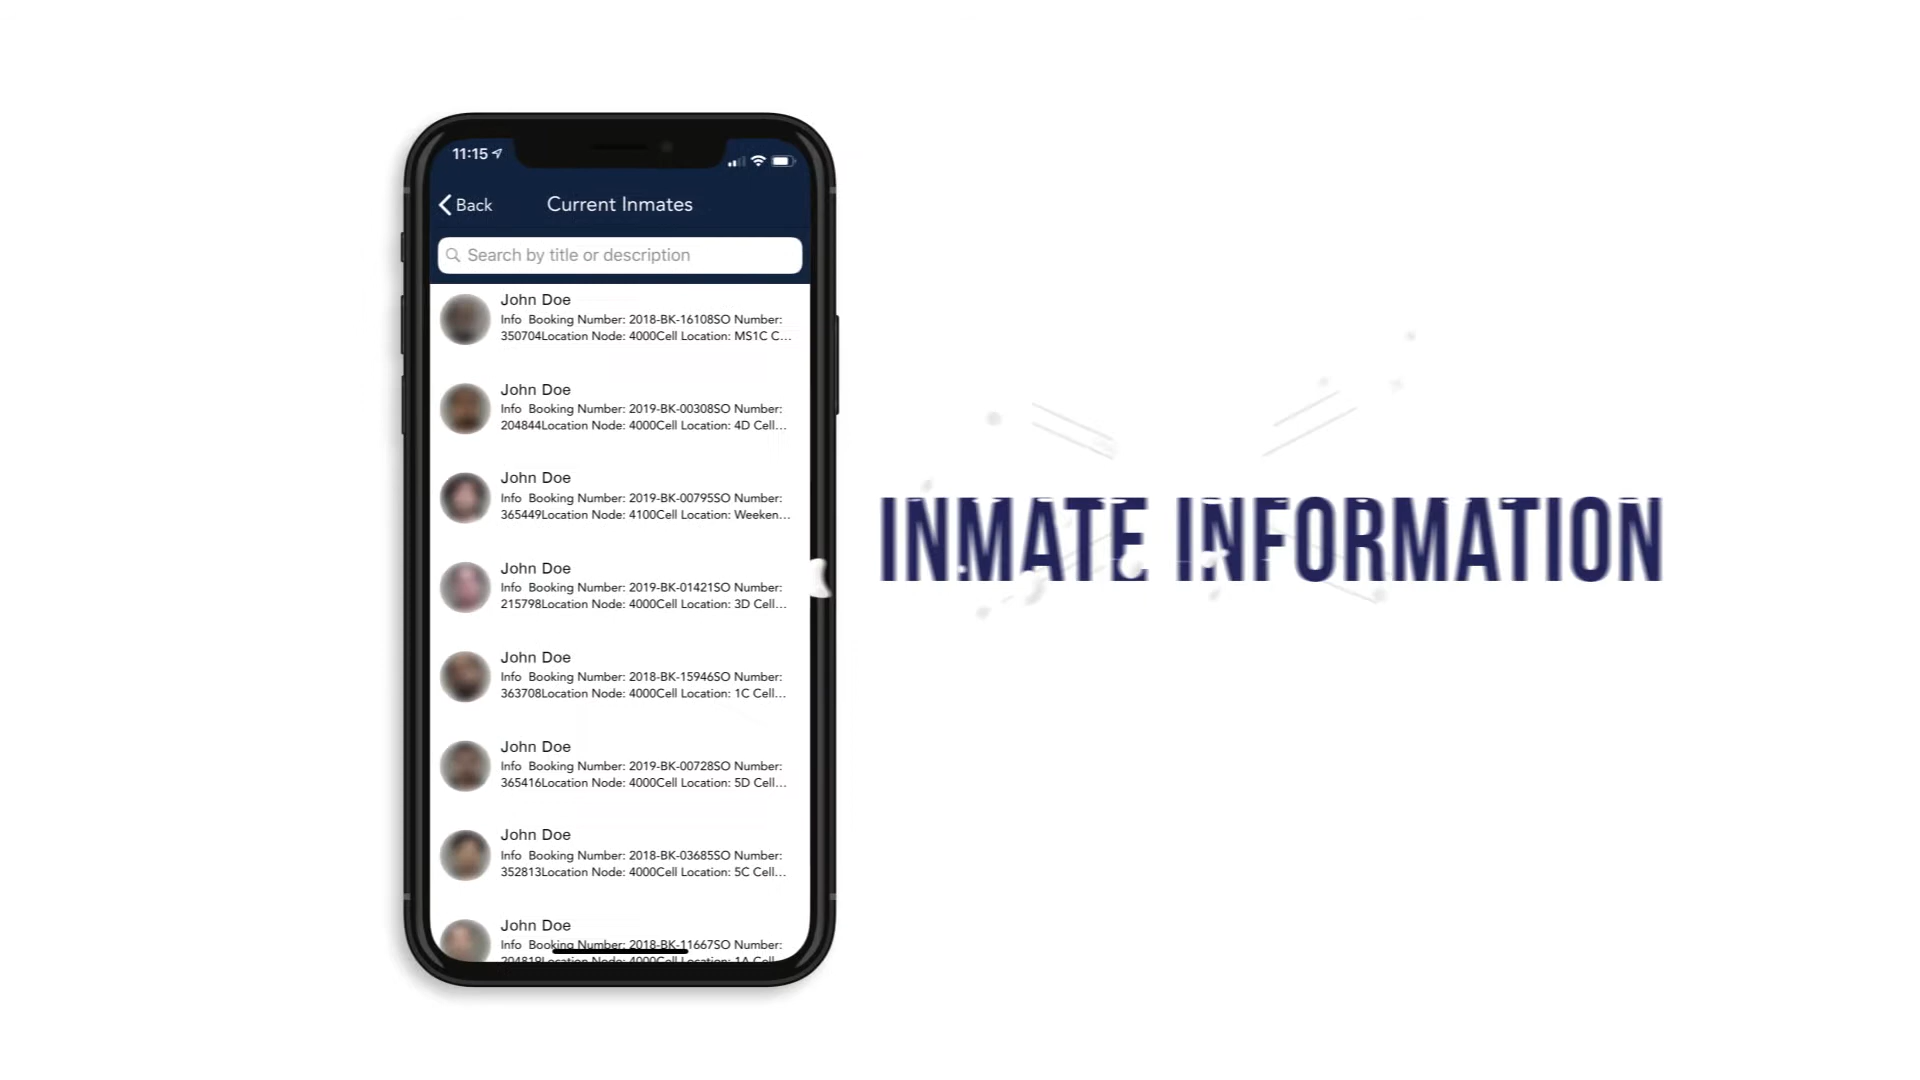 11:15
Back
Current Inmates
Search by title or description
John Doe
Info Booking Number: 2018-BK-16108SO Number:
350704Location Node: 4000Cell Location: MS1C C...
John Doe
Info Booking Number: 2019-BK-00308SO Number:
204844Location Node: 4000Cell Location: 4D Cell...
John Doe
Info Booking Number: 2019-BK-00795SO Number:
365449Location Node: 4100Cell Location: Weeken...
John Doe
Info Booking Number: 2019-BK-01421SO Number:
215798Location Node: 4000Cell Location: 3D Cell...
John Doe
Info Booking Number: 2018-BK-15946SO Number:
363708Location Node: 4000Cell Location: 1C Cell...
John Doe
Info Booking Number: 2019-BK-00728SO Number:
365416Location Node: 4000Cell Location: 5D Cell...
John Doe
Info Booking Number: 2018-BK-03685SO Number:
352813Location Node: 4000Cell Location: 5C Cell...
John Doe
Info Booking Number: 2018-BK-11667SO Number:
204819Location Node: 4000Cell Location: 1A Cell
INMATE INFORMATION